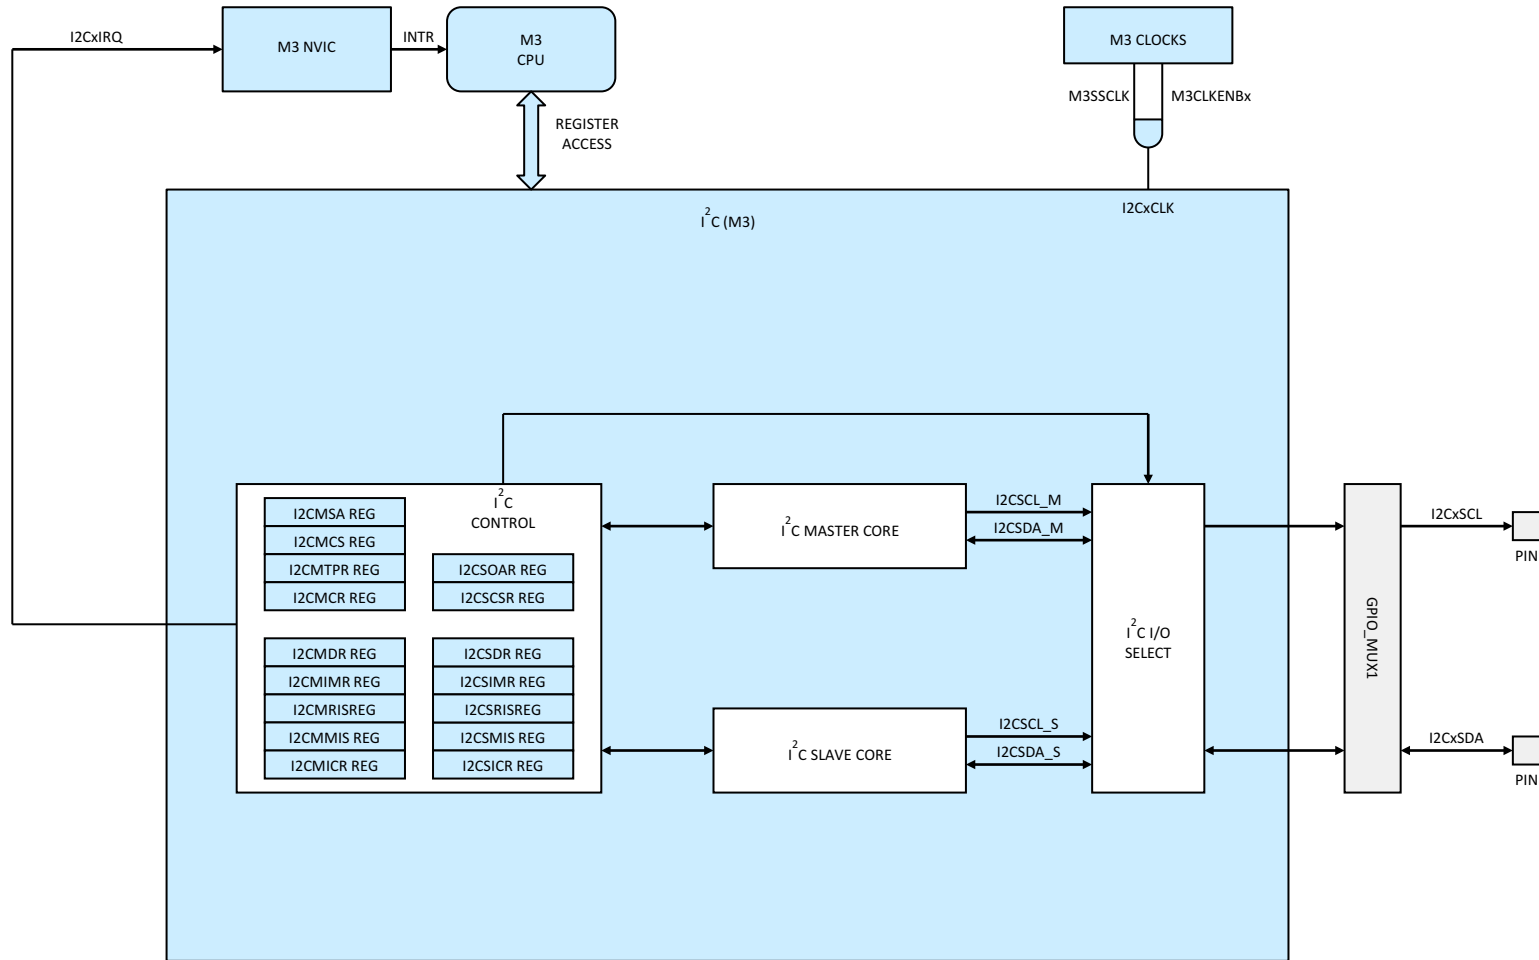 I2CxIRQ
M3 NVIC
INTR
M3
CPU
M3 CLOCKS
M3SSCLK
M3CLKENBx
REGISTER
ACCESS
I2CxCLK
I²C (M3)
I²C
CONTROL
I2CMSA REG
I2CMCS REG
I2CMTPR REG
I2CMCR REG
I2CSOAR REG
I2CSCSR REG
I2CMDR REG
I2CMIMR REG
I2CMRISREG
I2CMMIS REG
I2CMICR REG
I2CSDR REG
I2CSIMR REG
I2CSRISREG
I2CSMIS REG
I2CSICR REG
I²C MASTER CORE
I2CSCL_M
I2CSDA_M
I²C SLAVE CORE
I2CSCL_S
I2CSDA_S
I²C I/O
SELECT
GPIO_MUX1
I2CxSCL
PIN
I2CxSDA
PIN